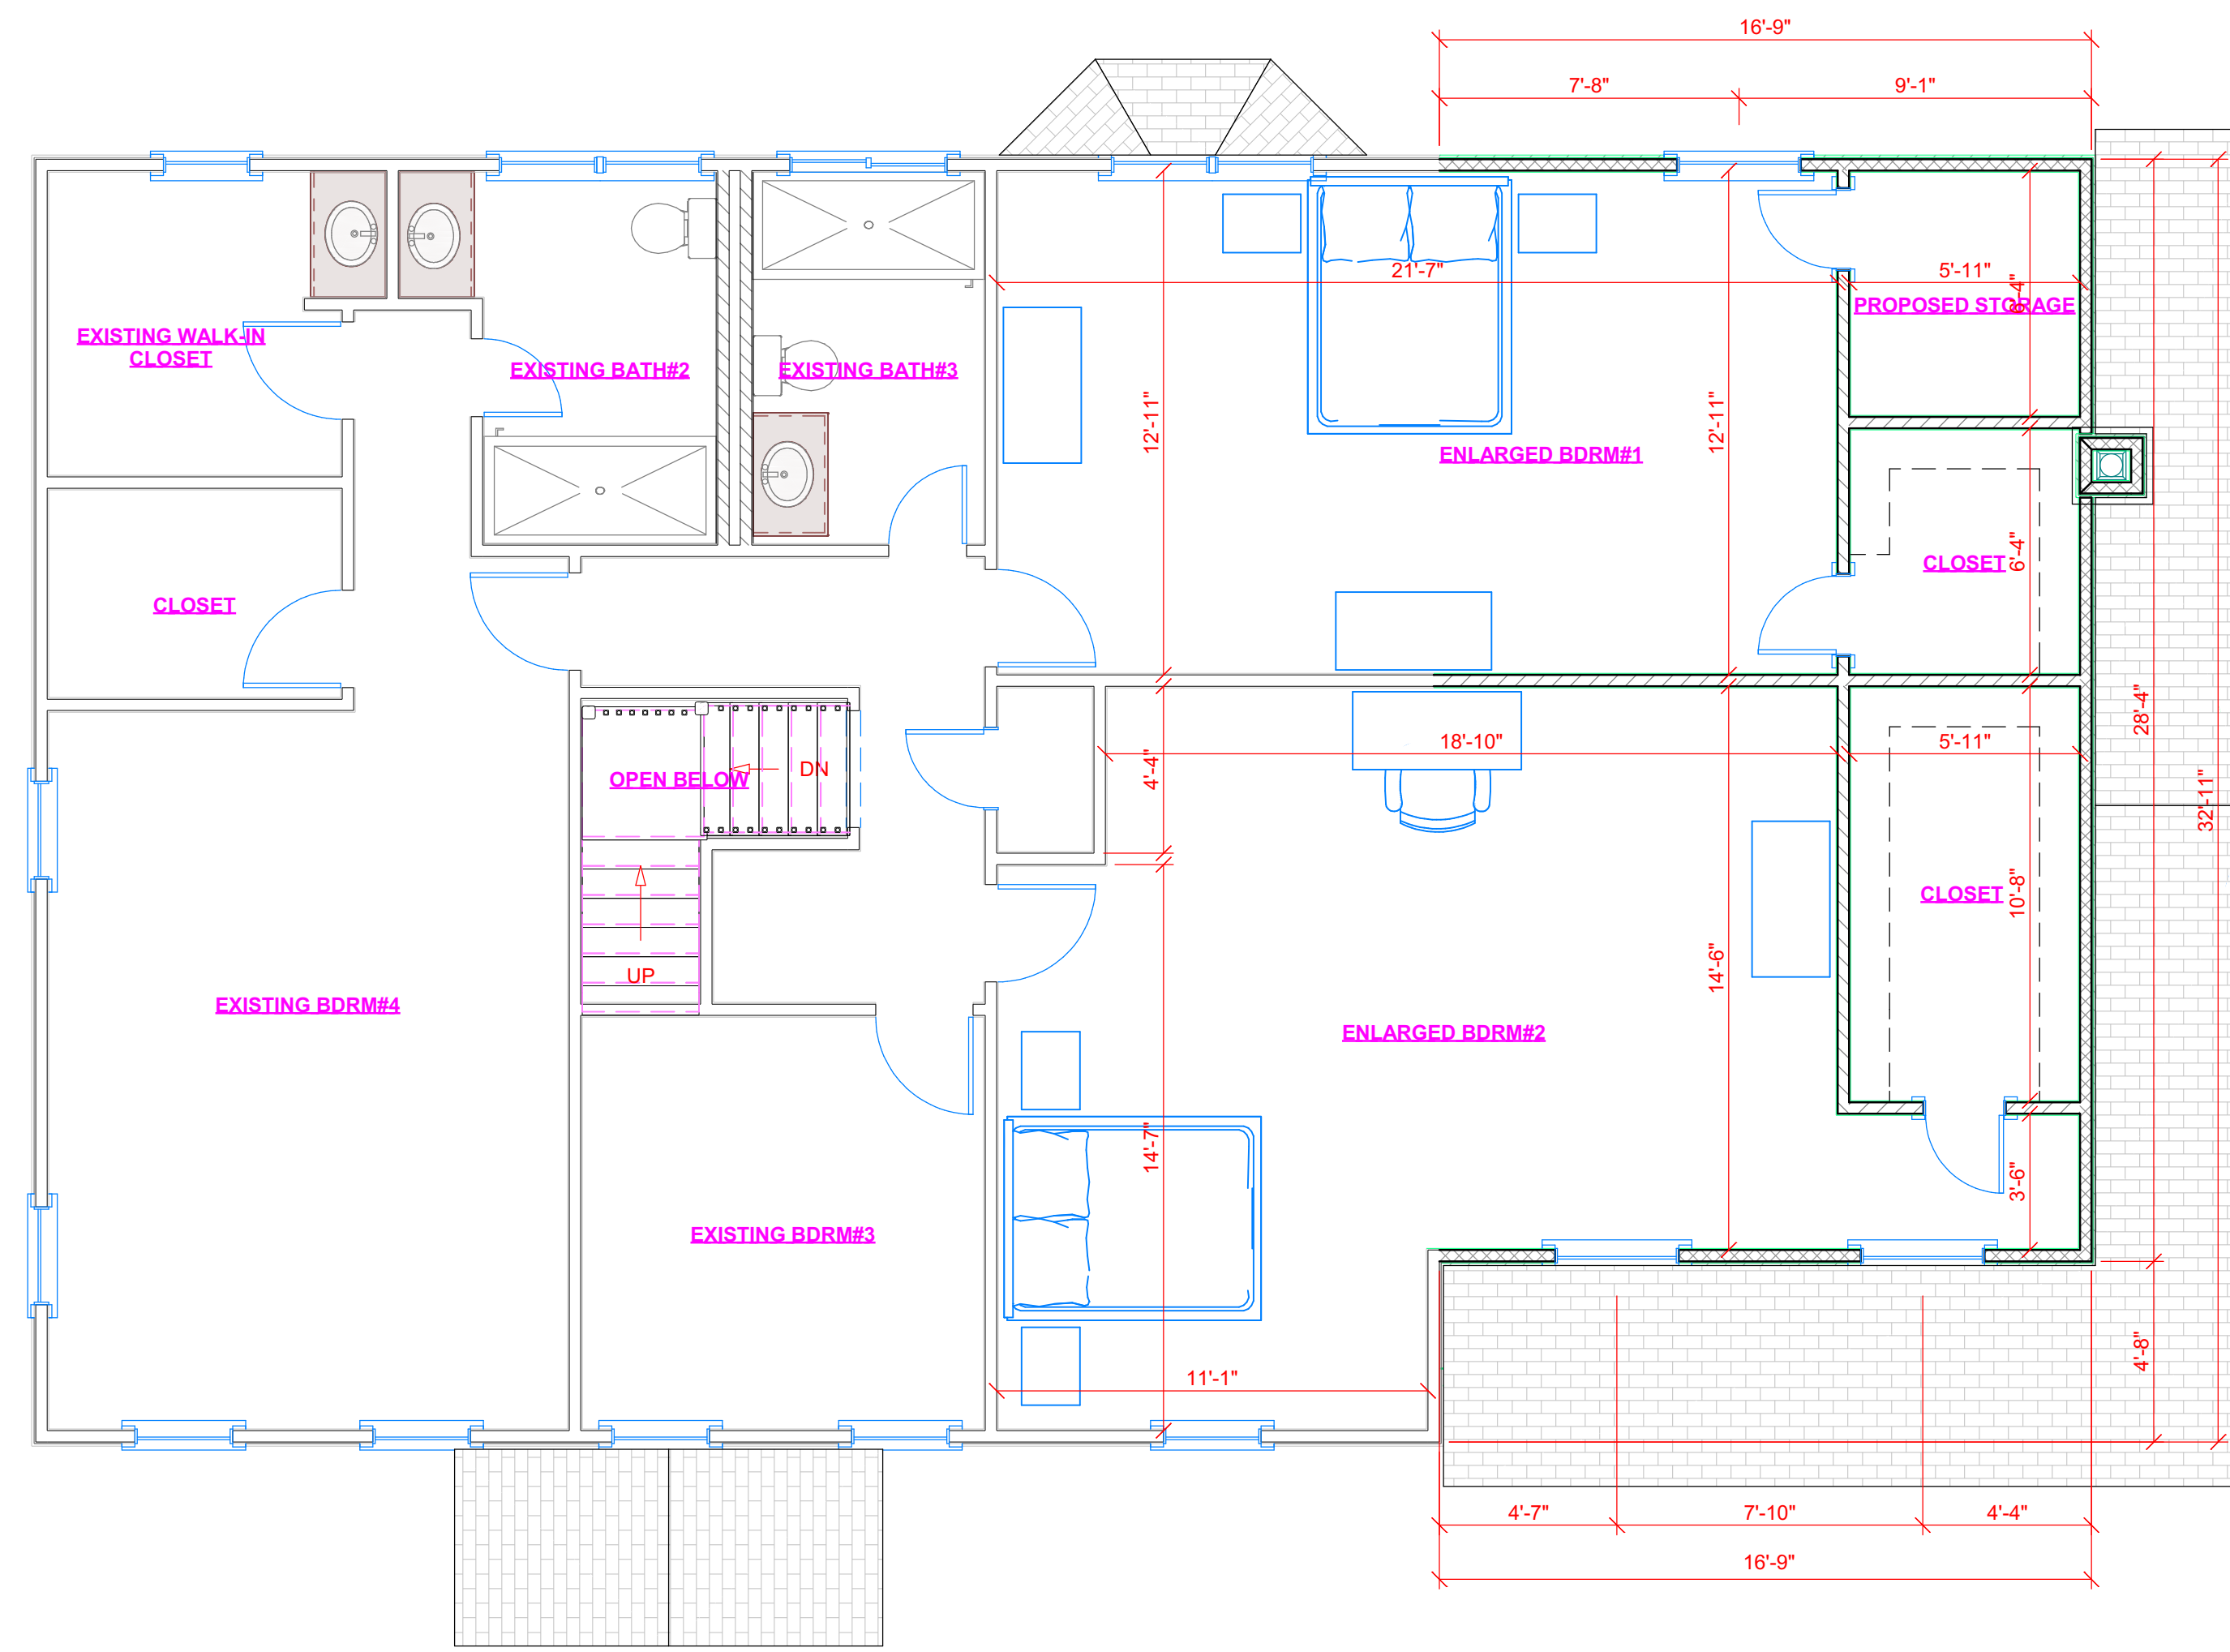 16'-9"
7'-8"
9'-1"
21'-7"
5'-11"
6'-4"
PROPOSED STORAGE
EXISTING WALK-IN
CLOSET
EXISTING BATH#2
EXISTING BATH#3
12'-11"
12'-11"
ENLARGED BDRM#1
CLOSET
6'-4"
CLOSET
28'-4"
32'-11"
OPEN BELOW
DN
4'-4"
18'-10"
5'-11"
UP
14'-6"
10'-8"
CLOSET
EXISTING BDRM#4
ENLARGED BDRM#2
14'-7"
3'-6"
EXISTING BDRM#3
11'-1"
4'-8"
4'-7"
7'-10"
4'-4"
16'-9"